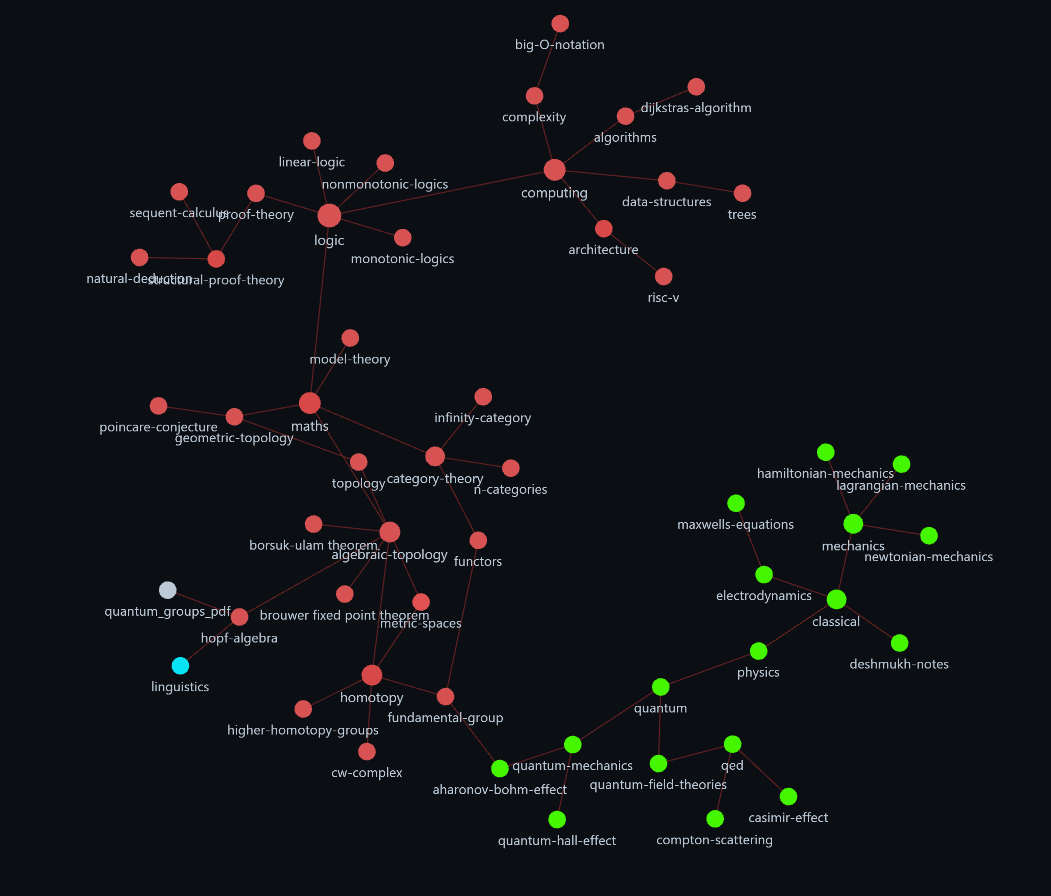 big-O-notation
dijkstras-algorithm
complexity
algorithms
linear-logic
nonmonotonic-logics
computing
data-structures
sequent-calculus
proof-theory
trees
logic
architecture
monotonic-logics
natural-deduction
structural-proof-theory
risc-v
model-theory
infinity-category
maths
poincare-conjecture
geometric-topology
hamiltonian-mechanics
category-theory
topology
lagrangian-mechanics
n-categories
maxwells-equations
borsuk-ulam theorem
mechanics
algebraic-topology
newtonian-mechanics
functors
electrodynamics
quantum_groups_pdf
brouwer fixed point theorem
classical
metric-spaces
hopf-algebra
deshmukh-notes
physics
linguistics
homotopy
quantum
fundamental-group
higher-homotopy-groups
quantum-mechanics
qed
cw-complex
quantum-field-theories
aharonov-bohm-effect
casimir-effect
quantum-hall-effect
compton-scattering